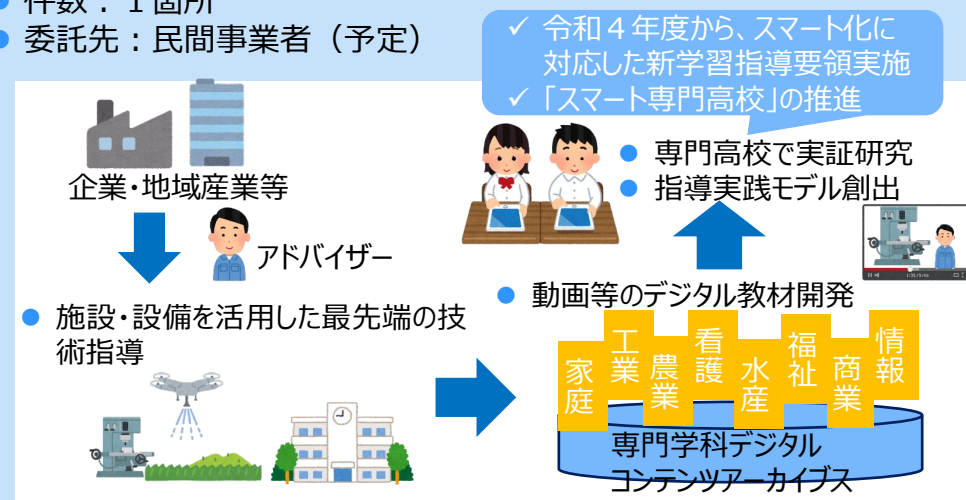 件数：１箇所
委託先：民間事業者（予定）
令和４年度から、スマート化に
対応した新学習指導要領実施
「スマート専門高校」の推進
企業・地域産業等
アドバイザー
施設・設備を活用した最先端の技
術指導
専門高校で実証研究
指導実践モデル創出
動画等のデジタル教材開発
家庭
工業
農業
看護
水産
福祉
商業
情報
専門学科デジタル
コンテンツアーカイブス